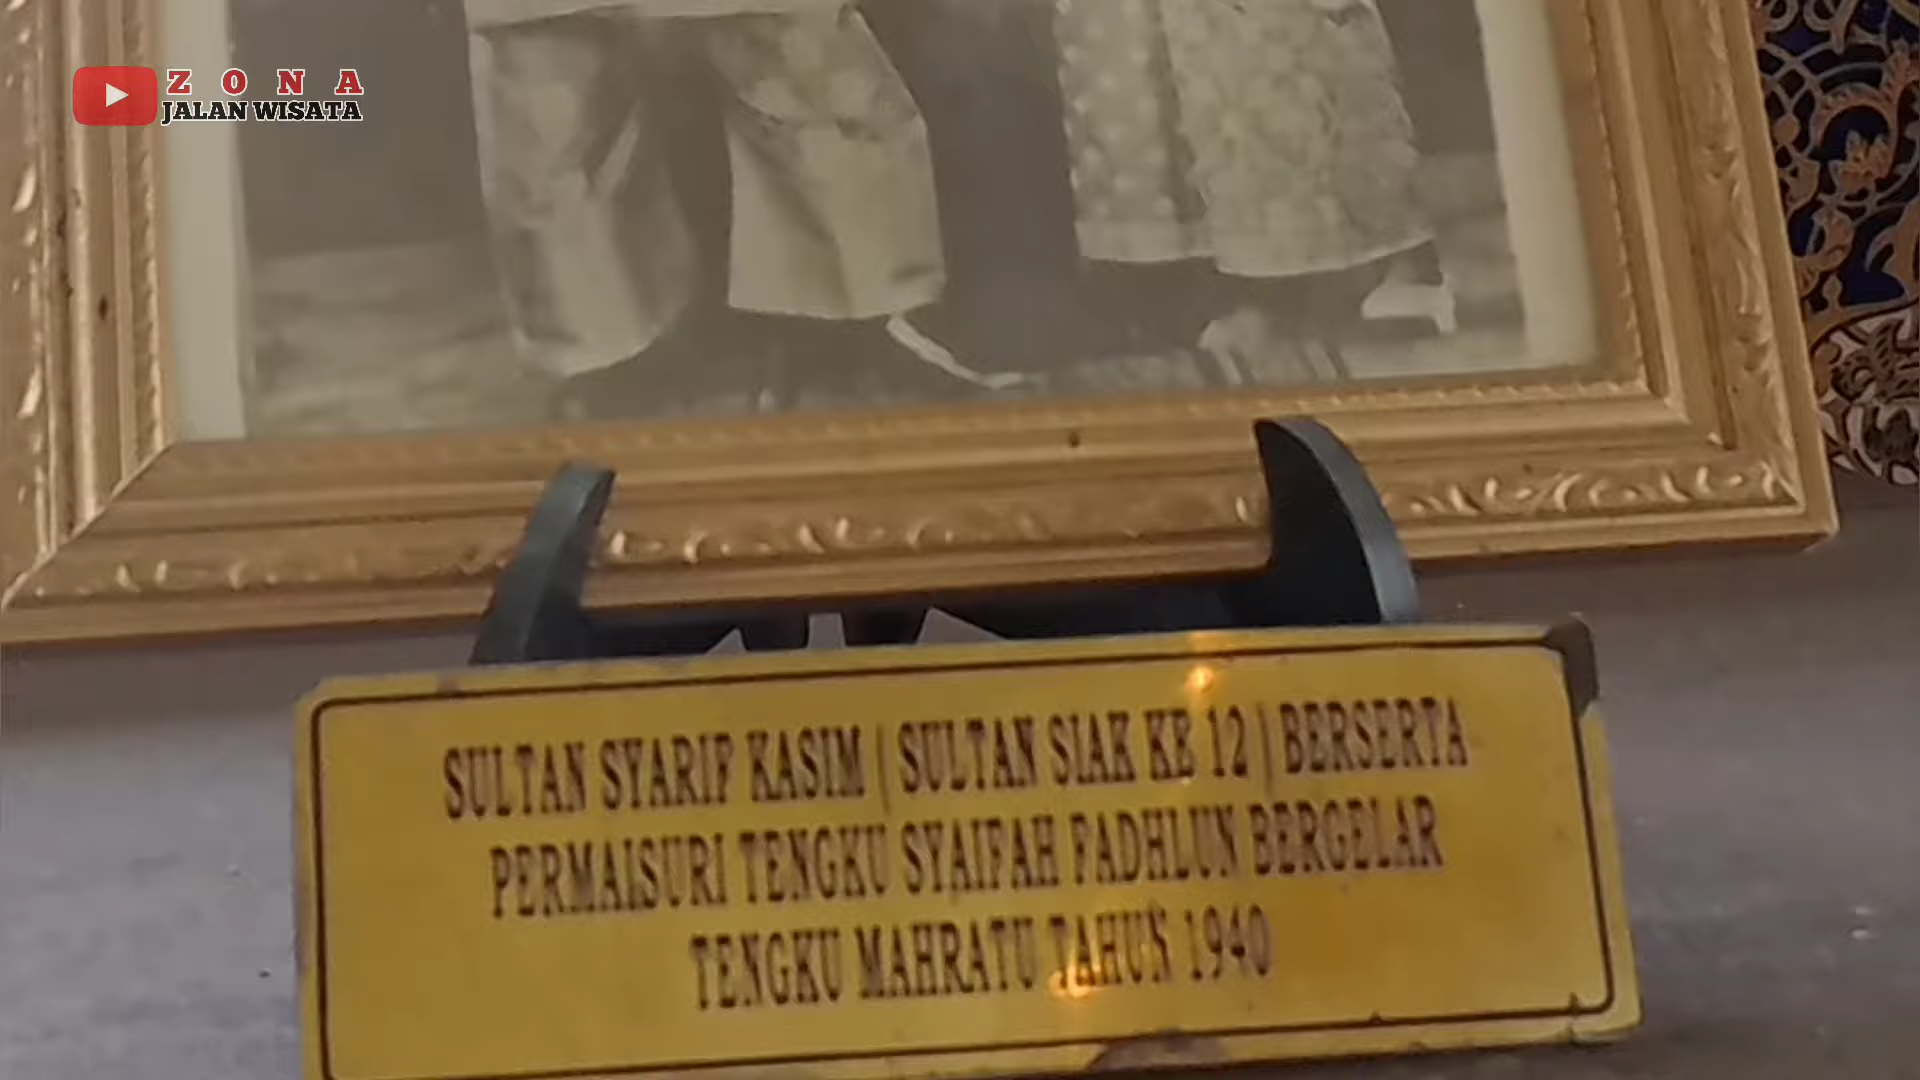 Z O N A
JALAN WISATA
SULTAN SYARIF KASIM | SULTAN SIAK KE 12 | BERSERTA
PERMAISURI TENGKU SYAIFAH FADHLUN BERGELAR
TENGKU MAHRATU TAHUN 1940